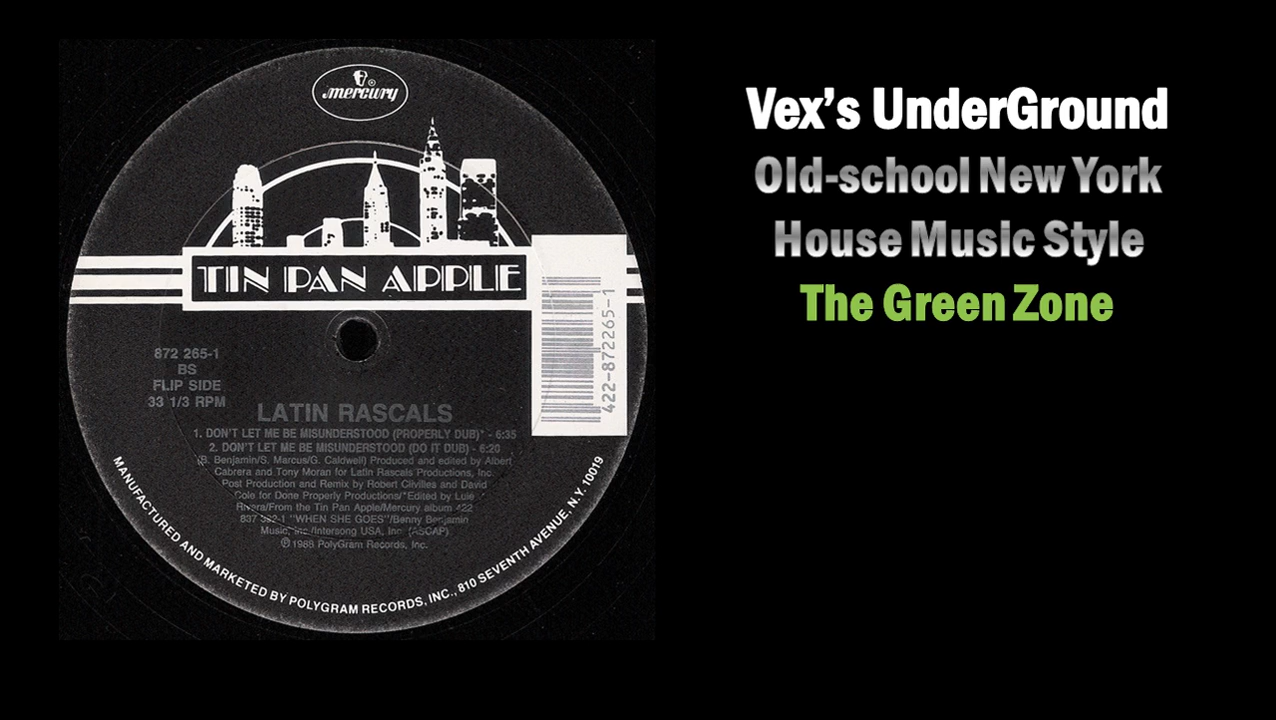 mercury
TIN PAN APPLE
872 265-1
BS
FLIP SIDE
33 1/3 RPM
422-872265-1
LATIN RASCALS
1. DON'T LET ME BE MISUNDERSTOOD (PROPERLY DUB)* - 6:35
2. DON'T LET ME BE MISUNDERSTOOD (DO IT DUB) - 6:20
(B. Benjamin/S. Marcus/G. Caldwell) Produced and edited by Albert
Cabrera and Tony Moran for Latin Rascals Productions, Inc.
Post Production and Remix by Robert Clivilles and David
Cole for Done Properly Productions/*Edited by Luie
Rivera/From the Tin Pan Apple/Mercury album 422
"WHEN SHE GOES"/Benny Benjamin
Music, Inc./Intersong USA, Inc. (ASCAP)
℗ 1988 PolyGram Records, Inc.
MANUFACTURED AND MARKETED BY POLYGRAM RECORDS, INC., 810 SEVENTH AVENUE, N.Y. 10019
Vex's UnderGround
Old-school New York
House Music Style
The Green Zone